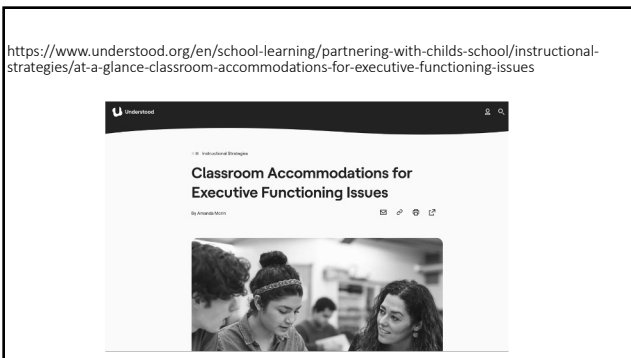 https://www.understood.org/en/school-learning/partnering-with-childs-school/instructional-
strategies/at-a-glance-classroom-accommodations-for-executive-functioning-issues
Understood
Instructional Strategies
Classroom Accommodations for
Executive Functioning Issues
By Amanda Morin